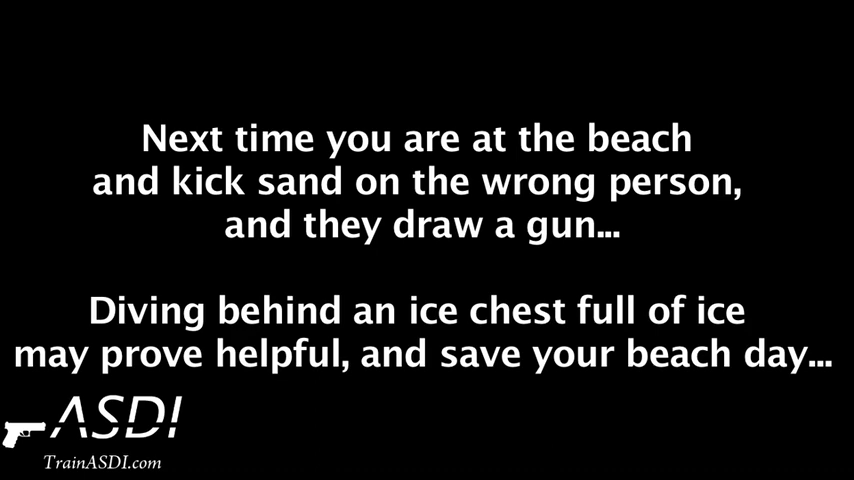 Next time you are at the beach
and kick sand on the wrong person,
and they draw a gun...
Diving behind an ice chest full of ice
may prove helpful, and save your beach day...
ASDI
TrainASDI.com